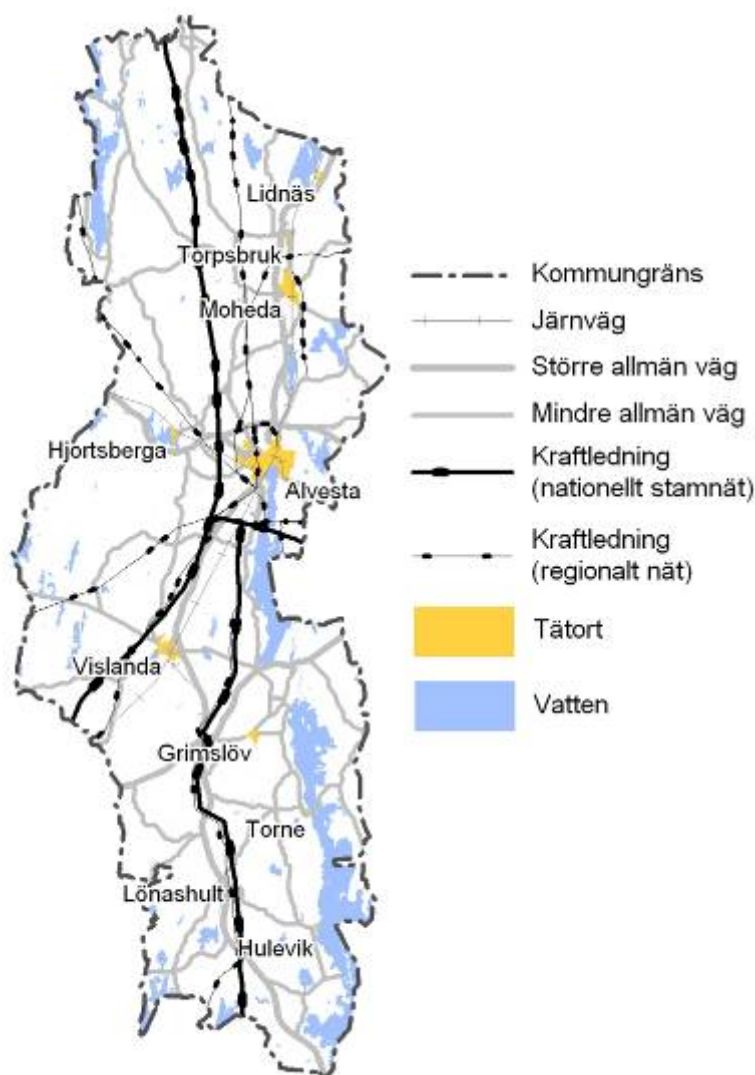 Lidnäs
Torpsbruk
Moheda
Hjortsberga
Alvesta
Vislanda
Grimslöv
Torne
Lönashult
Hulevik
Kommungräns
Järnväg
Större allmän väg
Mindre allmän väg
Kraftledning
(nationellt stamnät)
Kraftledning
(regionalt nät)
Tätort
Vatten